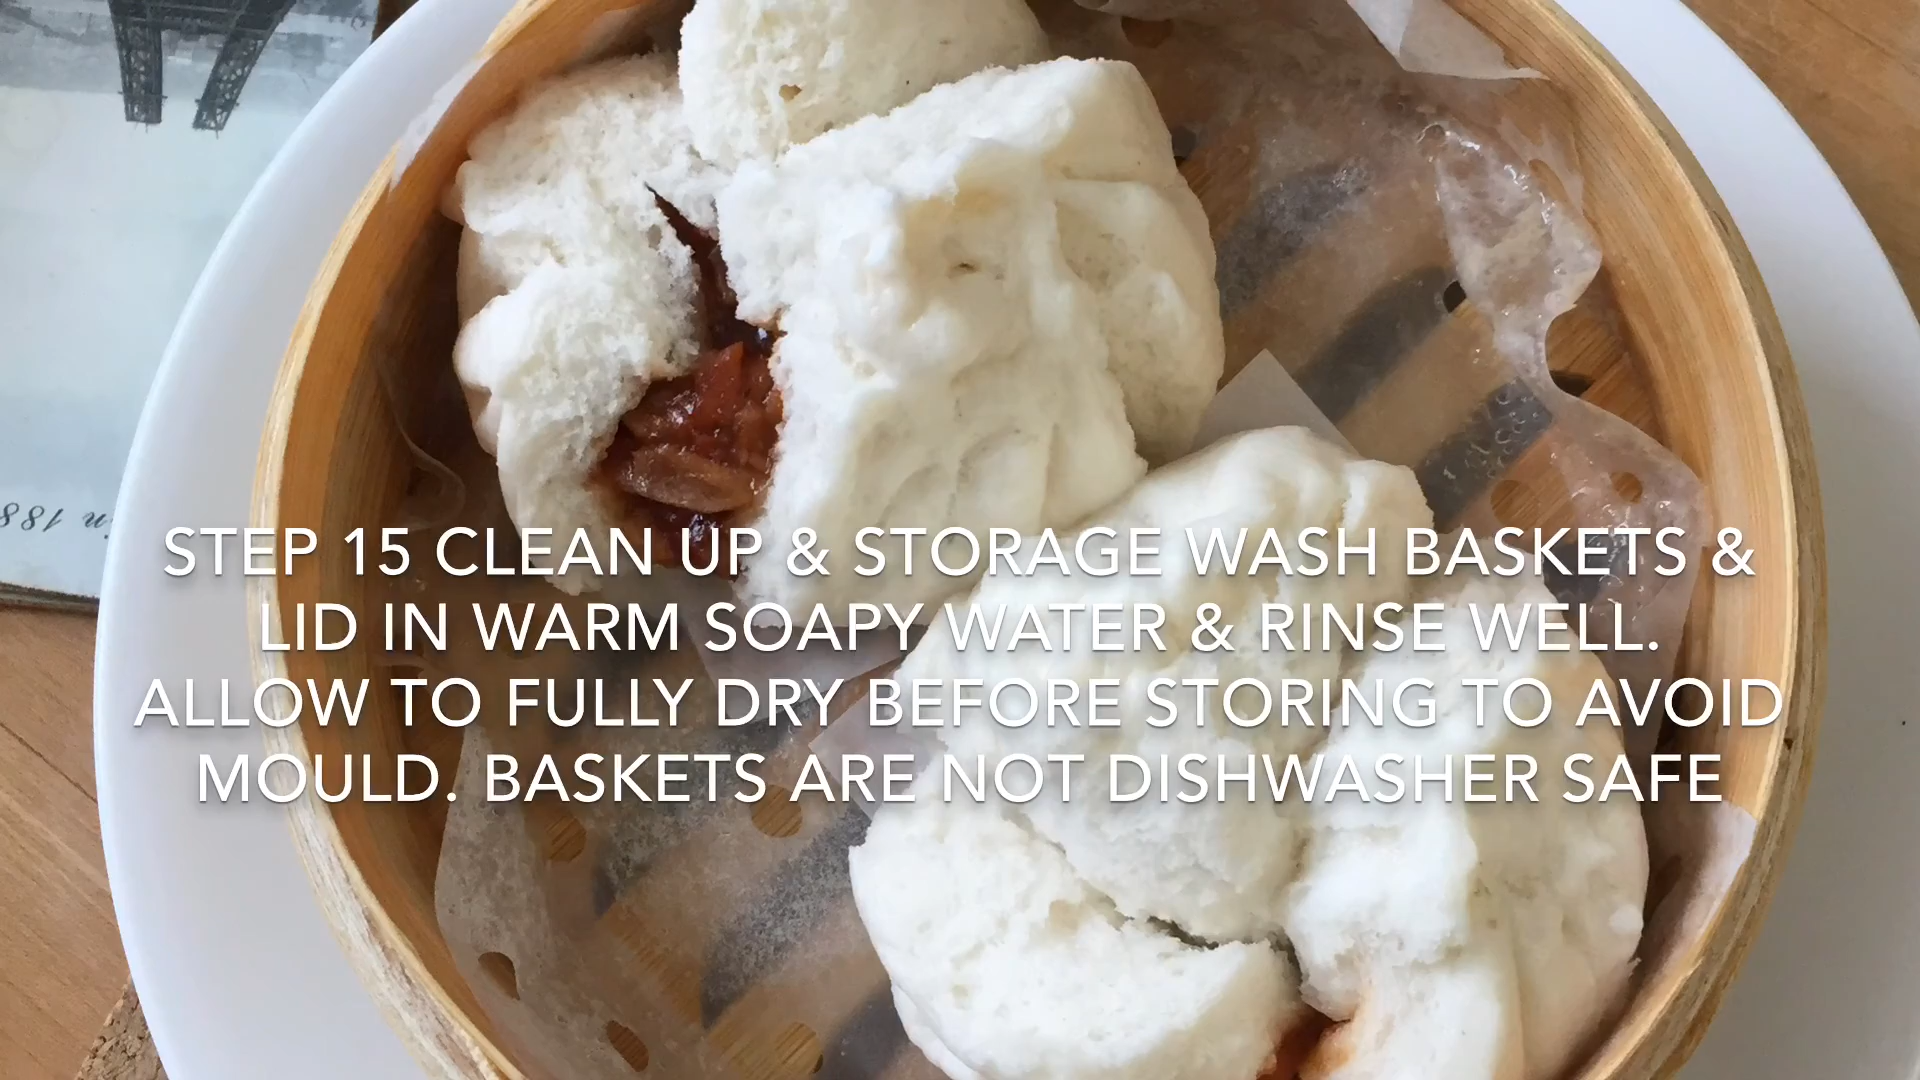 STEP 15 CLEAN UP & STORAGE WASH BASKETS &
LID IN WARM SOAPY WATER & RINSE WELL.
ALLOW TO FULLY DRY BEFORE STORING TO AVOID
MOULD. BASKETS ARE NOT DISHWASHER SAFE